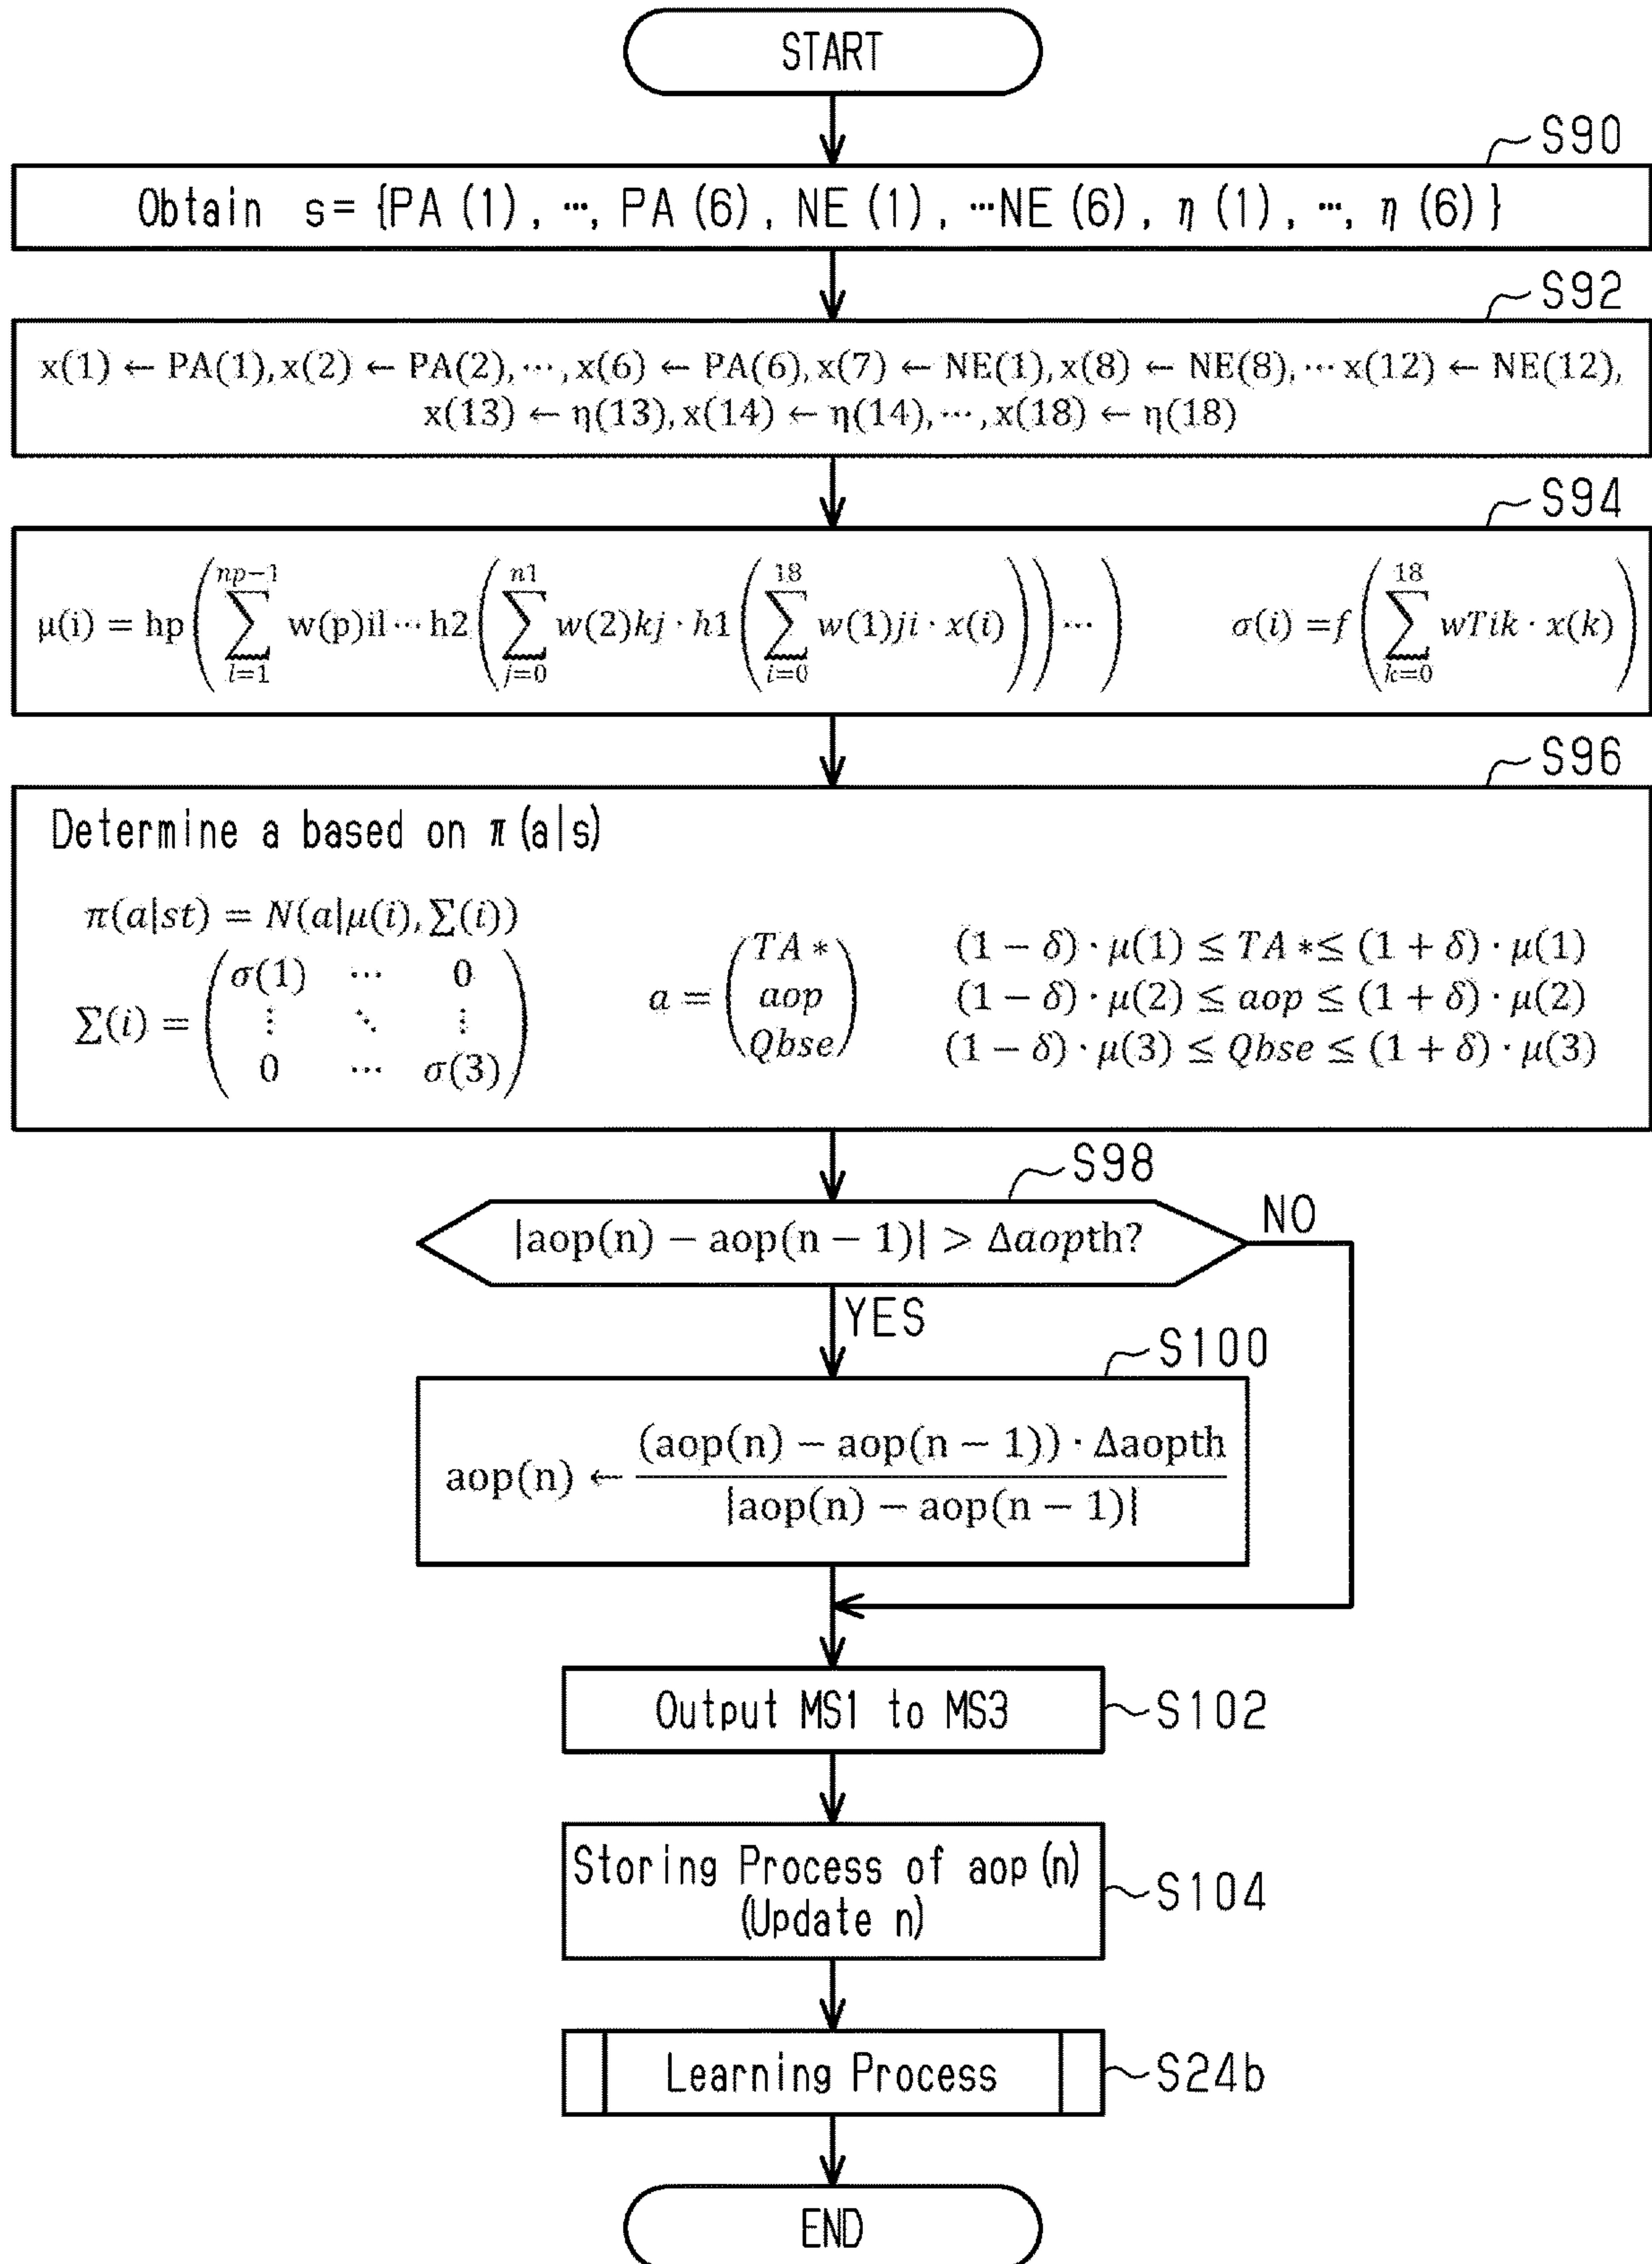 START
S90
Obtain s= {PA (1), …, PA (6), NE (1), …NE (6), η (1), …, η (6)}
S92
x(1) ← PA(1), x(2) ← PA(2), ⋯, x(6) ← PA(6), x(7) ← NE(1), x(8) ← NE(8), ⋯ x(12) ← NE(12),
x(13) ← η(13), x(14) ← η(14), ⋯, x(18) ← η(18)
S94
μ(i) = hp(∑_{l=1}^{np−1} w(p)il ⋯ h2(∑_{j=0}^{n1} w(2)kj · h1(∑_{i=0}^{18} w(1)ji · x(i))) ⋯) σ(i) =f(∑_{k=0}^{18} wTik · x(k))
S96
Determine a based on π (a|s)
π(a|st) = N(a|μ(i), ∑(i))
∑(i) = (σ(1) ⋯ 0
⋮ ⋱ ⋮
0 ⋯ σ(3))
a = (TA *
aop
Qbse)
(1 − δ) · μ(1) ≦ TA * ≦ (1 + δ) · μ(1)
(1 − δ) · μ(2) ≦ aop ≦ (1 + δ) · μ(2)
(1 − δ) · μ(3) ≦ Qbse ≦ (1 + δ) · μ(3)
S98
|aop(n) − aop(n − 1)| > Δaopth?
NO
YES
S100
aop(n) ← (aop(n) − aop(n − 1)) · Δaopth
|aop(n) − aop(n − 1)|
Output MS1 to MS3
S102
Storing Process of aop (n)
(Update n)
S104
Learning Process
S24b
END